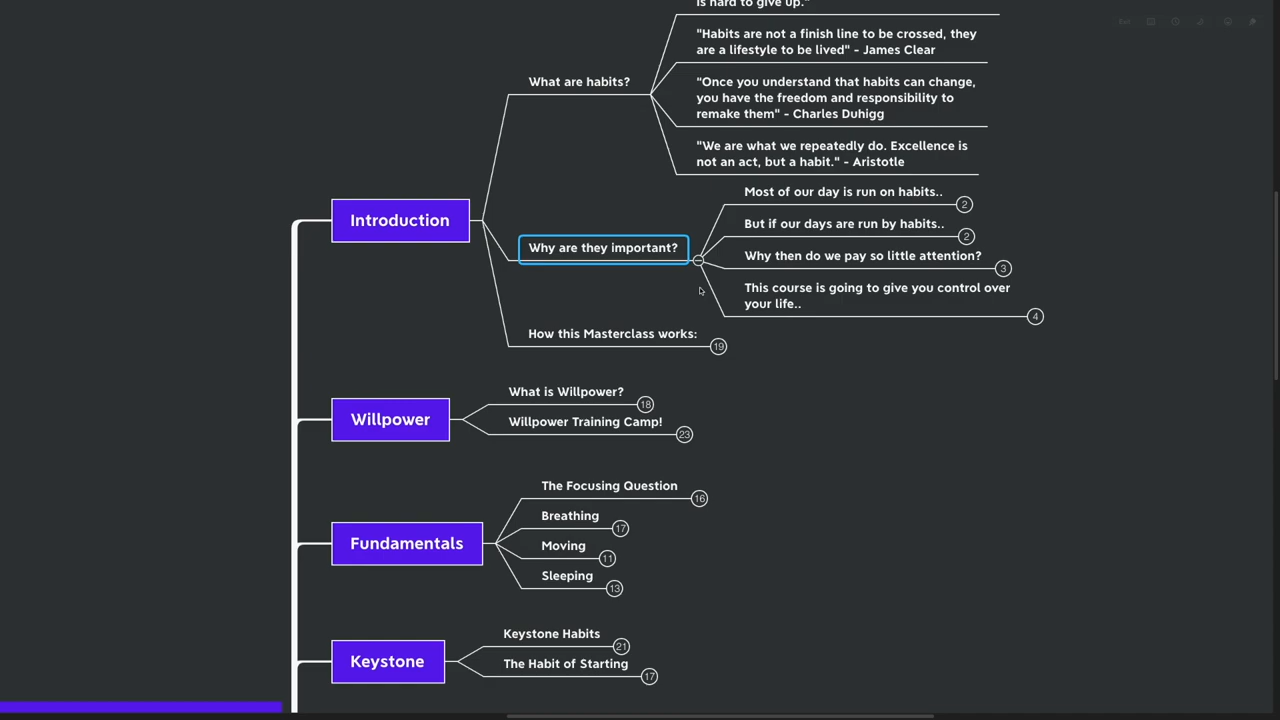 is hard to give up."
"Habits are not a finish line to be crossed, they
are a lifestyle to be lived" - James Clear
What are habits?
"Once you understand that habits can change,
you have the freedom and responsibility to
remake them" - Charles Duhigg
"We are what we repeatedly do. Excellence is
not an act, but a habit." - Aristotle
Introduction
Why are they important?
Most of our day is run on habits..
2
But if our days are run by habits..
2
Why then do we pay so little attention?
3
This course is going to give you control over
your life..
4
How this Masterclass works:
19
Willpower
What is Willpower?
18
Willpower Training Camp!
23
Fundamentals
The Focusing Question
16
Breathing
17
Moving
11
Sleeping
13
Keystone
Keystone Habits
21
The Habit of Starting
17